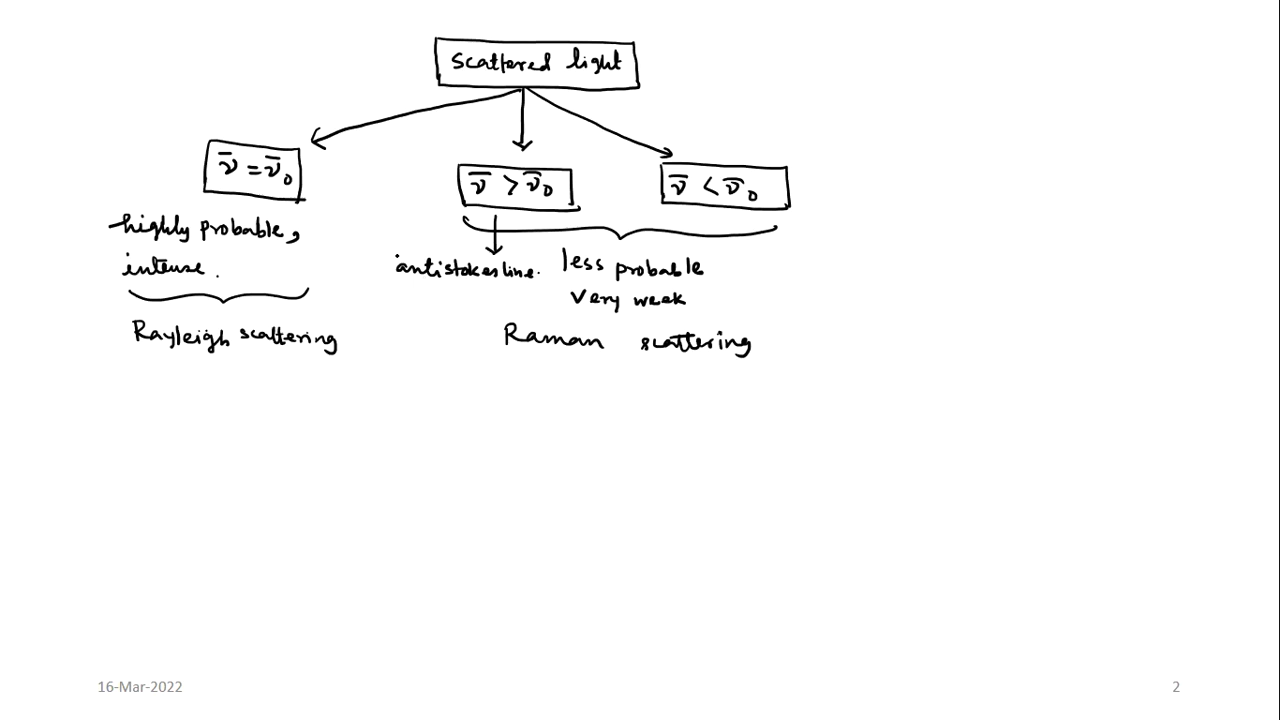 Scattered light
ν̄ = ν̄₀
ν̄ > ν̄₀
ν̄ < ν̄₀
highly probable,
intense.
Rayleigh scattering
antistokes line.
less probable
very week
Raman scattering
16-Mar-2022
2